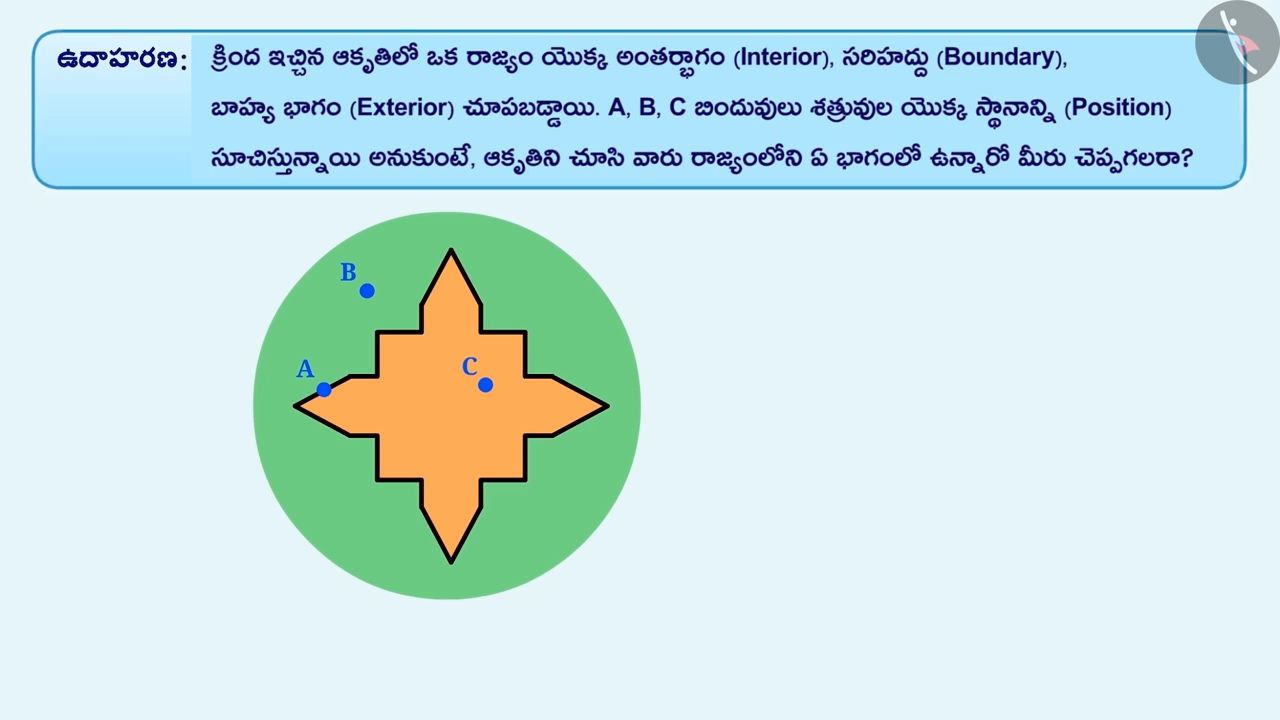 ఉదాహరణ: క్రింద ఇచ్చిన ఆకృతిలో ఒక రాజ్యం యొక్క అంతర్భాగం (Interior), సరిహద్దు (Boundary),
బాహ్య భాగం (Exterior) చూపబడ్డాయి. A, B, C బిందువులు శత్రువుల యొక్క స్థానాన్ని (Position)
సూచిస్తున్నాయి అనుకుంటే, ఆకృతిని చూసి వారు రాజ్యంలోని ఏ భాగంలో ఉన్నారో మీరు చెప్పగలరా?
B
A
C